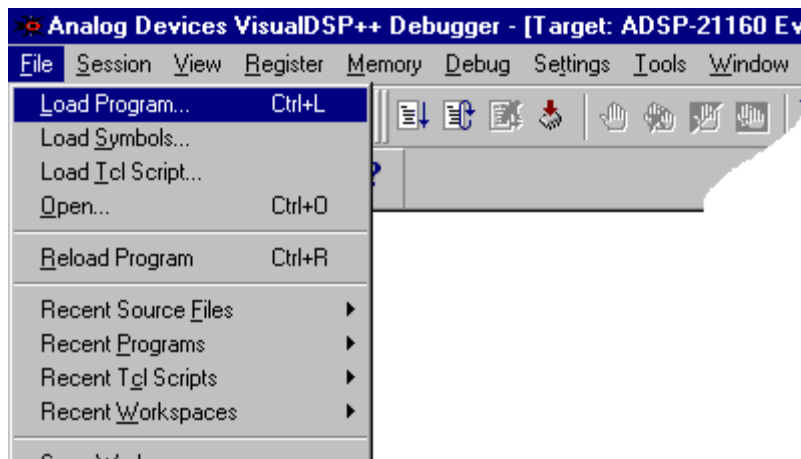 Analog Devices VisualDSP++ Debugger - [Target: ADSP-21160 Ev
File Session View Register Memory Debug Settings Tools Window
Load Program... Ctrl+L
Load Symbols...
Load Tcl Script...
Open... Ctrl+O
Reload Program Ctrl+R
Recent Source Files
Recent Programs
Recent Tcl Scripts
Recent Workspaces